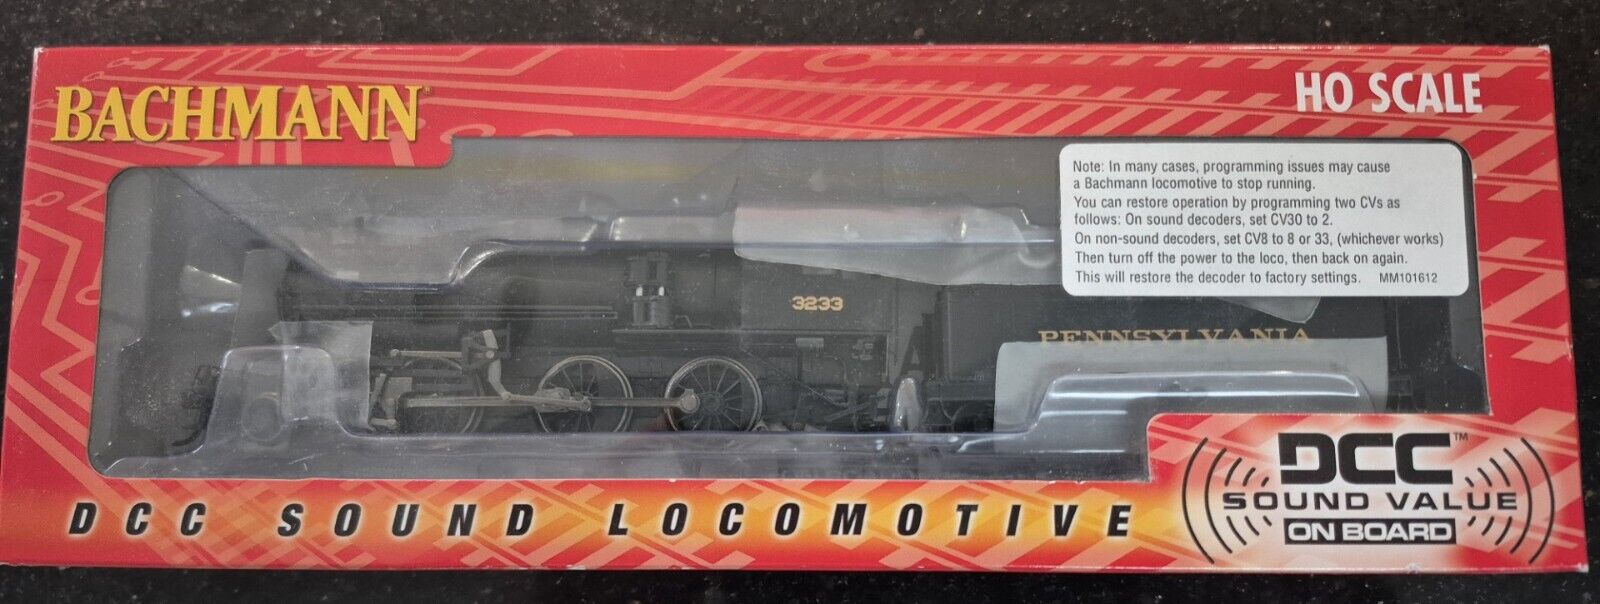 BACHMANN
HO SCALE
Note: In many cases, programming issues may cause
a Bachmann locomotive to stop running.
You can restore operation by programming two CVs as
follows: On sound decoders, set CV30 to 2.
On non-sound decoders, set CV8 to 8 or 33, (whichever works)
Then turn off the power to the loco, then back on again.
This will restore the decoder to factory settings. MM101612
3233
PENNSYLVANIA
DCC SOUND LOCOMOTIVE
DCC™
SOUND VALUE
ON BOARD